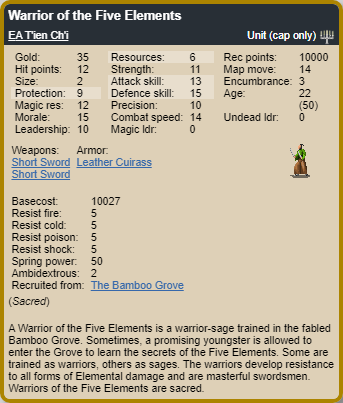 Warrior of the Five Elements
EA T'ien Ch'i Unit (cap only)
Gold: 35 Resources: 6 Rec points: 10000
Hit points: 12 Strength: 11 Map move: 14
Size: 2 Attack skill: 13 Encumbrance: 3
Protection: 9 Defence skill: 15 Age: 22
Magic res: 12 Precision: 10 (50)
Morale: 15 Combat speed: 14 Undead ldr: 0
Leadership: 10 Magic ldr: 0
Weapons: Armor:
Short Sword Leather Cuirass
Short Sword
Basecost: 10027
Resist fire: 5
Resist cold: 5
Resist poison: 5
Resist shock: 5
Spring power: 50
Ambidextrous: 2
Recruited from: The Bamboo Grove
(Sacred)
A Warrior of the Five Elements is a warrior-sage trained in the fabled
Bamboo Grove. Sometimes, a promising youngster is allowed to
enter the Grove to learn the secrets of the Five Elements. Some are
trained as warriors, others as sages. The warriors develop resistance
to all forms of Elemental damage and are masterful swordsmen.
Warriors of the Five Elements are sacred.